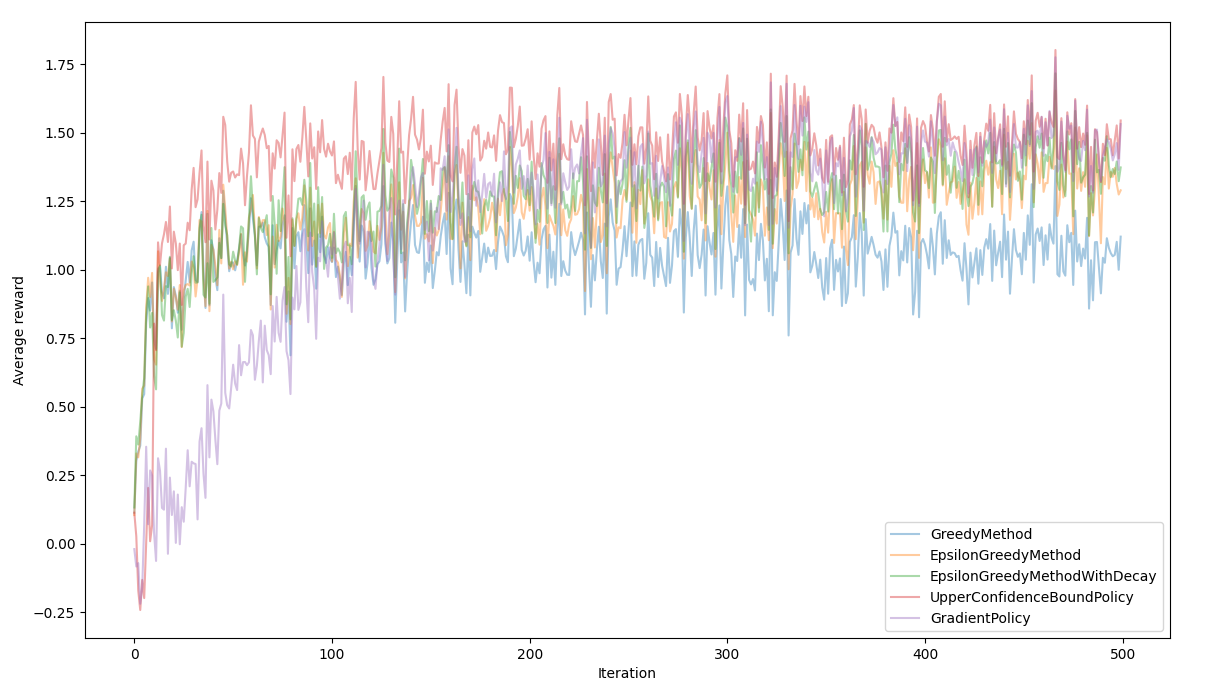 1.75
1.50
1.25
1.00
0.75
0.50
0.25
0.00
−0.25
Average reward
0 100 200 300 400 500
Iteration
GreedyMethod
EpsilonGreedyMethod
EpsilonGreedyMethodWithDecay
UpperConfidenceBoundPolicy
GradientPolicy